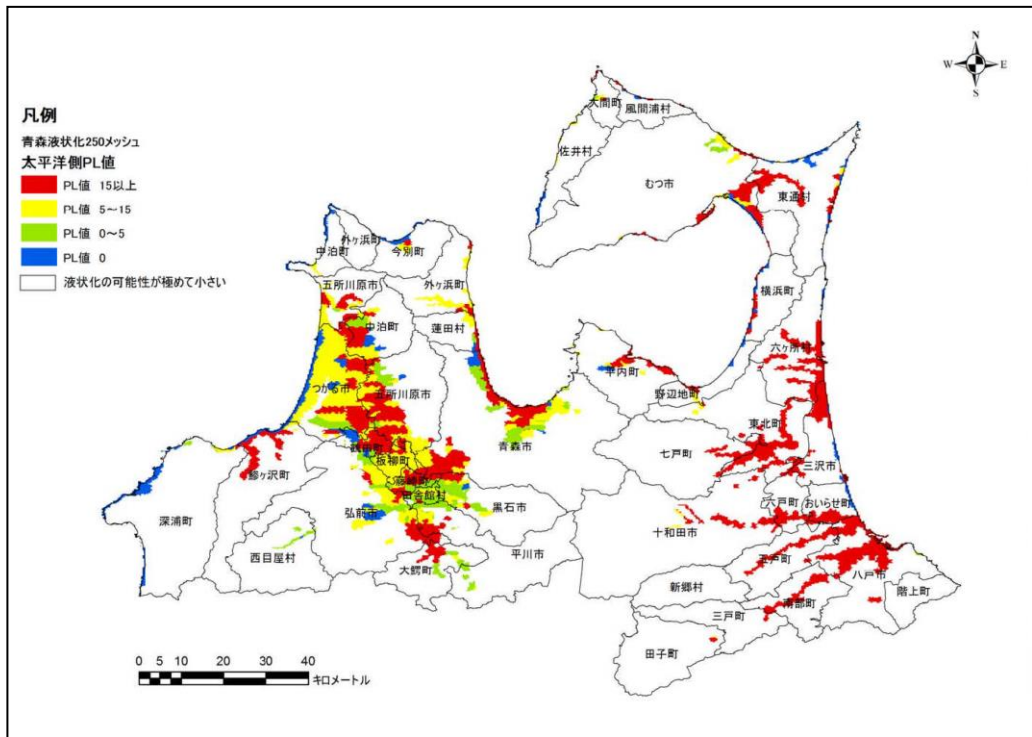 N
W
E
S
凡例
青森液状化250メッシュ
太平洋側PL値
PL値 15以上
PL値 5～15
PL値 0～5
PL値 0
液状化の可能性が極めて小さい
大間町
風間浦村
佐井村
むつ市
東通村
外ヶ浜町
中泊町
今別町
五所川原市
外ヶ浜町
横浜町
中泊町
蓬田村
六ヶ所村
平内町
つがる市
五所川原市
野辺地町
東北町
青森市
鶴田町
七戸町
板柳町
三沢市
鰺ヶ沢町
藤崎町
田舎館村
六戸町
おいらせ町
黒石市
深浦町
弘前市
十和田市
西目屋村
平川市
五戸町
大鰐町
八戸市
新郷村
階上町
南部町
三戸町
田子町
0 5 10 20 30 40
キロメートル